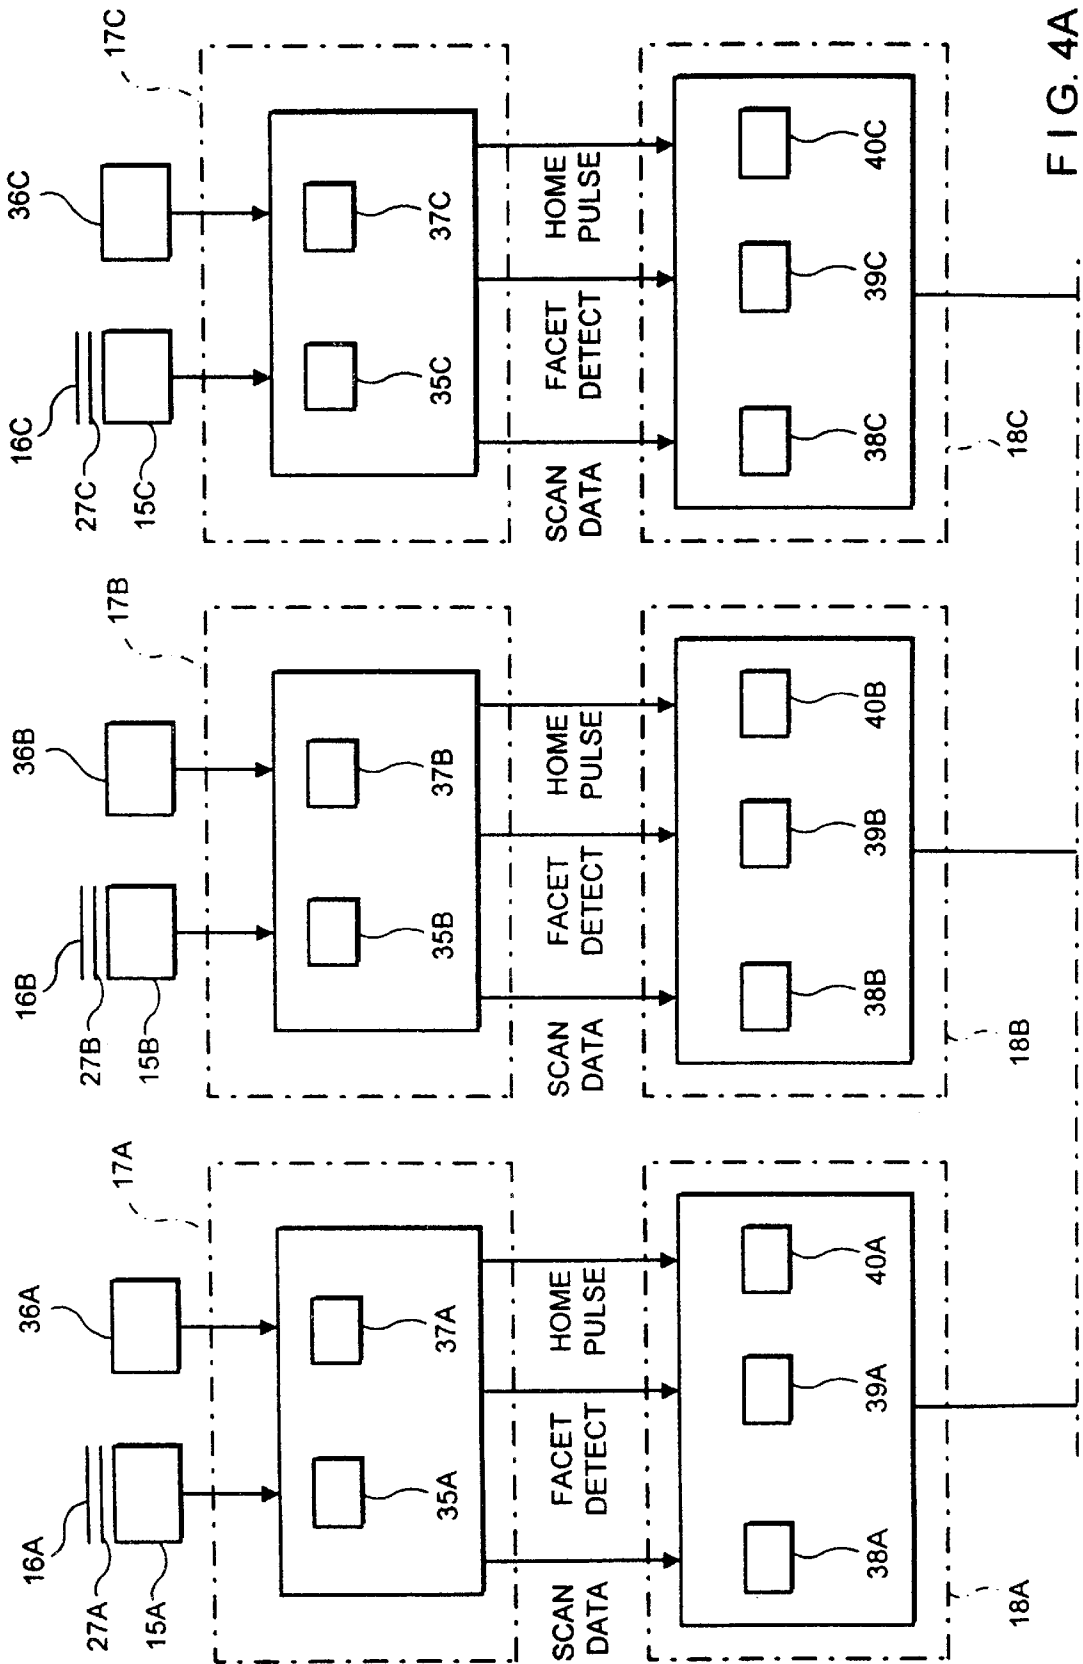 16A
27A
15A
36A
17A
35A
37A
SCAN
DATA
FACET
DETECT
HOME
PULSE
38A
39A
40A
18A
16B
27B
15B
36B
17B
35B
37B
SCAN
DATA
FACET
DETECT
HOME
PULSE
38B
39B
40B
18B
16C
27C
15C
36C
17C
35C
37C
SCAN
DATA
FACET
DETECT
HOME
PULSE
38C
39C
40C
18C
FIG. 4A